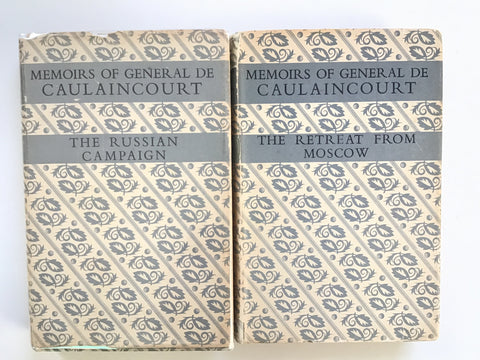 MEMOIRS OF GENERAL DE
CAULAINCOURT
THE RUSSIAN
CAMPAIGN
MEMOIRS OF GENERAL DE
CAULAINCOURT
THE RETREAT FROM
MOSCOW